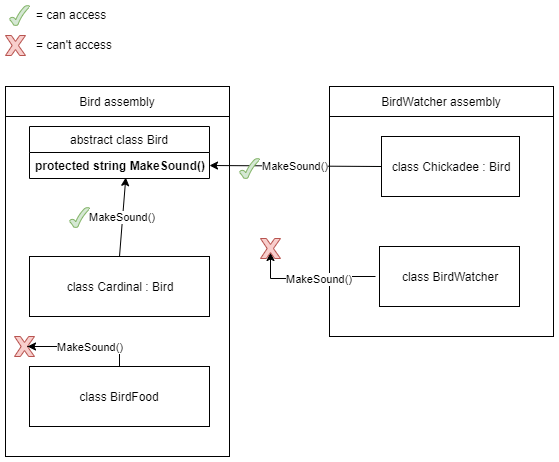 = can access
= can't access
Bird assembly
abstract class Bird
protected string MakeSound()
MakeSound()
class Cardinal : Bird
MakeSound()
class BirdFood
BirdWatcher assembly
MakeSound()
class Chickadee : Bird
MakeSound()
class BirdWatcher